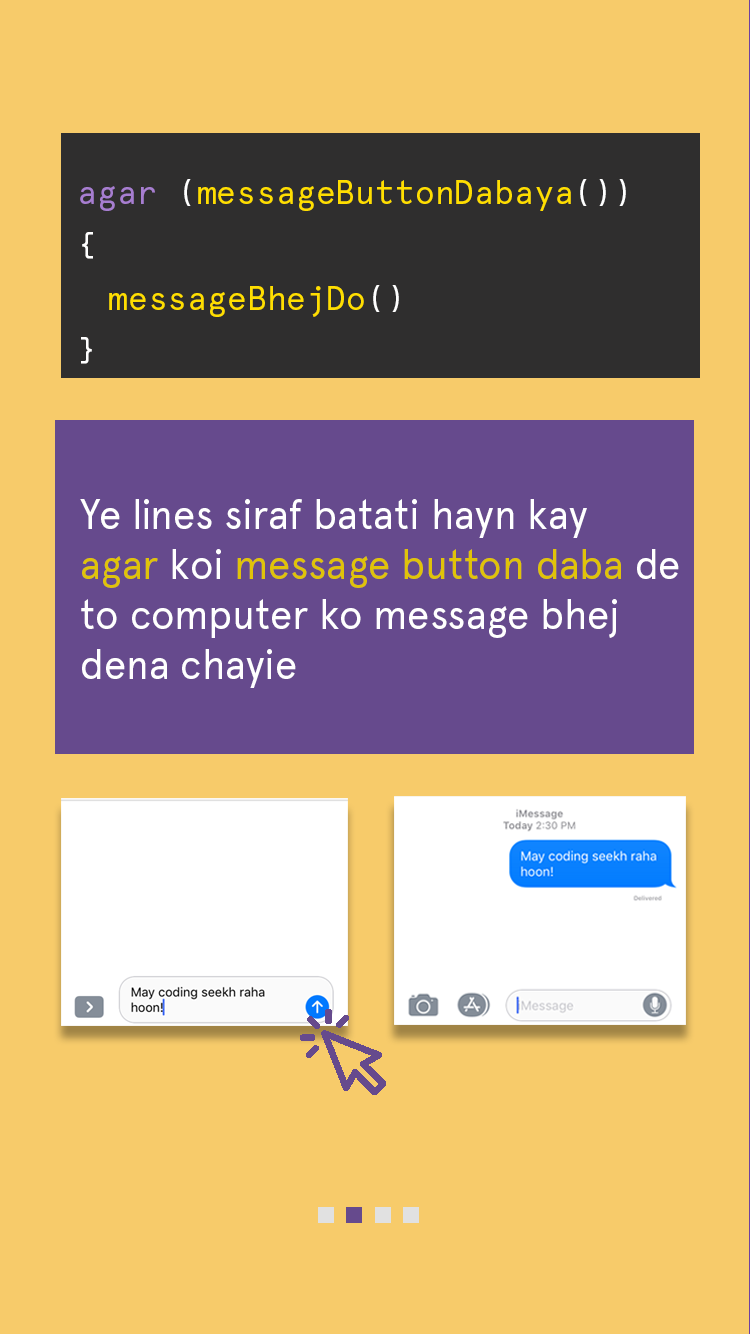 agar (messageButtonDabaya())
{
messageBhejDo()
}
Ye lines siraf batati hayn kay
agar koi message button daba de
to computer ko message bhej
dena chayie
May coding seekh raha
hoon!
iMessage
Today 2:30 PM
May coding seekh raha
hoon!
Delivered
Message